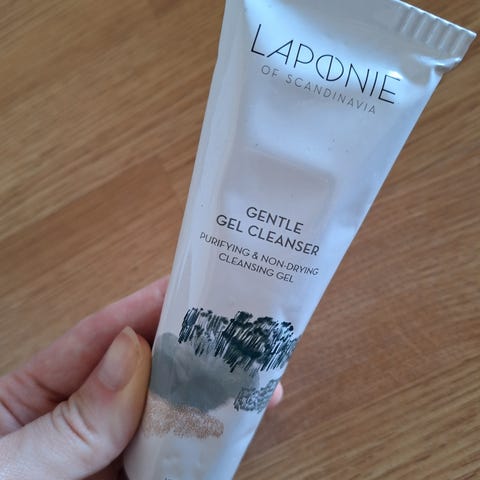 LAPONIE
OF SCANDINAVIA
GENTLE
GEL CLEANSER
PURIFYING & NON-DRYING
CLEANSING GEL